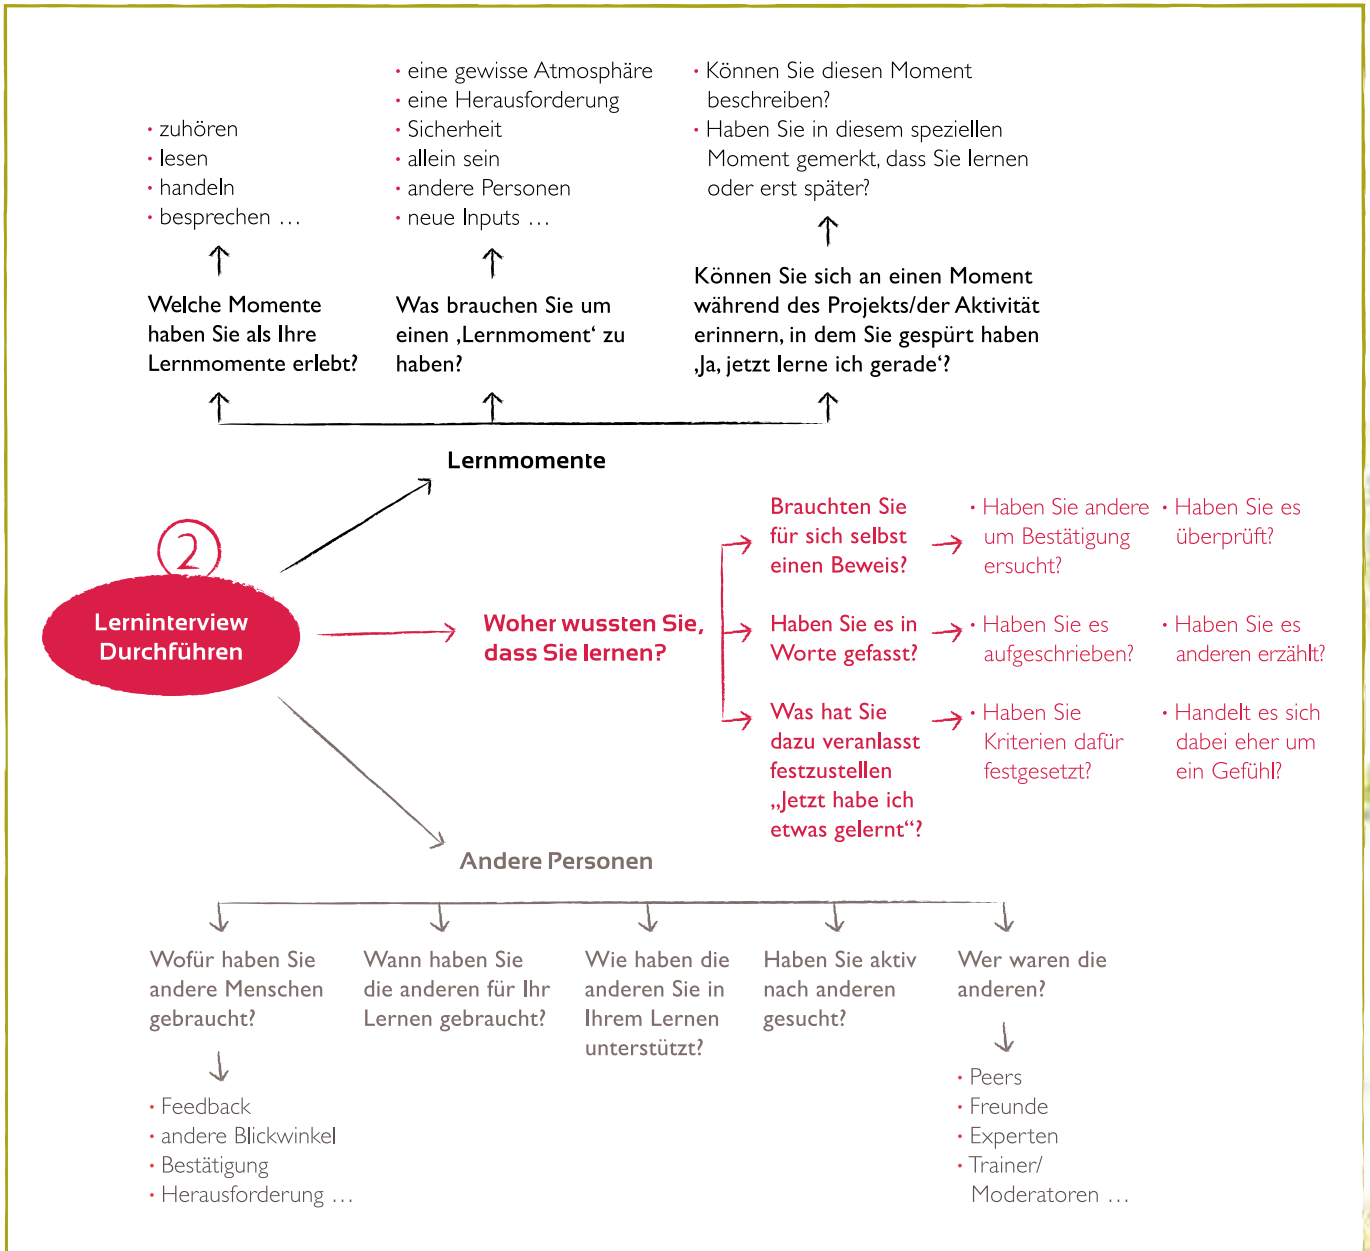 • zuhören
• lesen
• handeln
• besprechen …
• eine gewisse Atmosphäre
• eine Herausforderung
• Sicherheit
• allein sein
• andere Personen
• neue Inputs …
• Können Sie diesen Moment
beschreiben?
• Haben Sie in diesem speziellen
Moment gemerkt, dass Sie lernen
oder erst später?
Welche Momente
haben Sie als Ihre
Lernmomente erlebt?
Was brauchen Sie um
einen ‚Lernmoment‘ zu
haben?
Können Sie sich an einen Moment
während des Projekts/der Aktivität
erinnern, in dem Sie gespürt haben
‚Ja, jetzt lerne ich gerade‘?
Lernmomente
2
Lerninterview
Durchführen
Woher wussten Sie,
dass Sie lernen?
Brauchten Sie
für sich selbst
einen Beweis?
• Haben Sie andere
um Bestätigung
ersucht?
• Haben Sie es
überprüft?
Haben Sie es in
Worte gefasst?
• Haben Sie es
aufgeschrieben?
• Haben Sie es
anderen erzählt?
Was hat Sie
dazu veranlasst
festzustellen
„Jetzt habe ich
etwas gelernt“?
• Haben Sie
Kriterien dafür
festgesetzt?
• Handelt es sich
dabei eher um
ein Gefühl?
Andere Personen
Wofür haben Sie
andere Menschen
gebraucht?
Wann haben Sie
die anderen für Ihr
Lernen gebraucht?
Wie haben die
anderen Sie in
Ihrem Lernen
unterstützt?
Haben Sie aktiv
nach anderen
gesucht?
Wer waren die
anderen?
• Feedback
• andere Blickwinkel
• Bestätigung
• Herausforderung …
• Peers
• Freunde
• Experten
• Trainer/
Moderatoren …